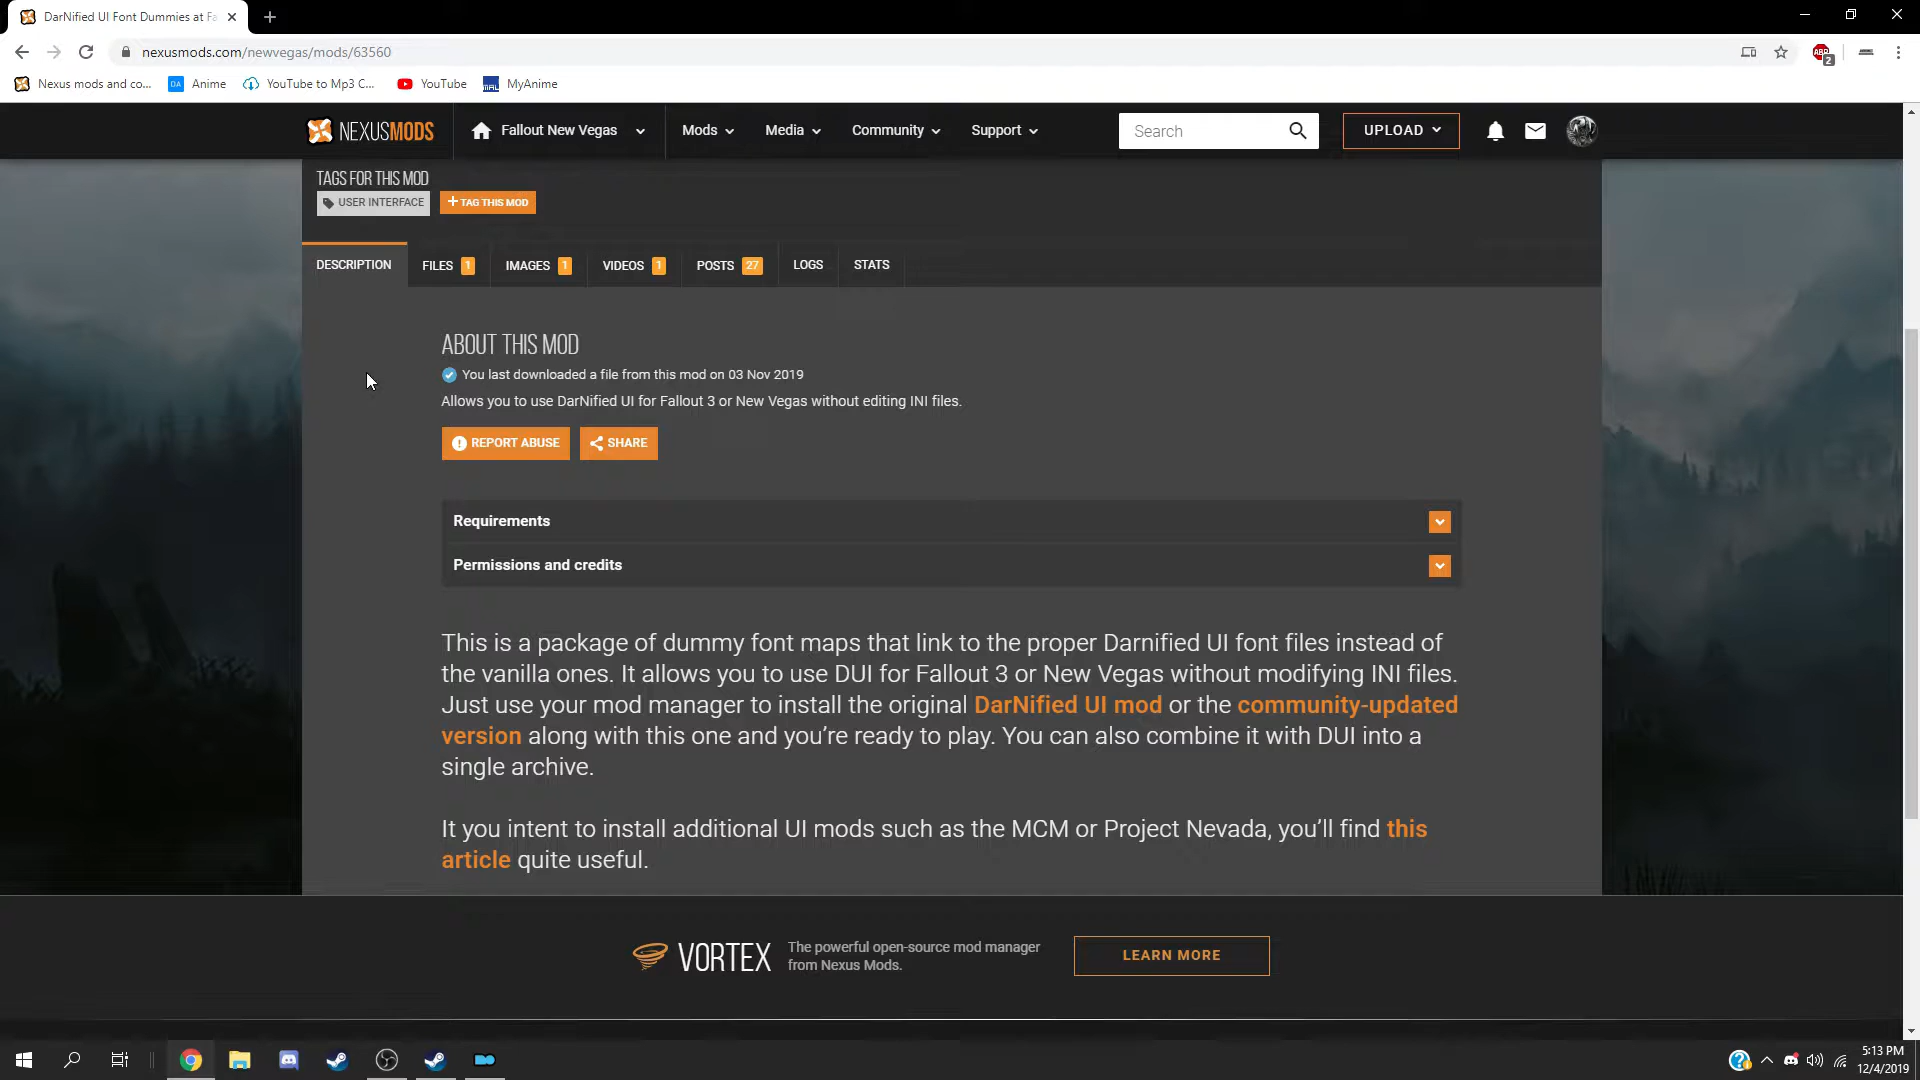 DarNified UI Font Dummies at Fa
nexusmods.com/newvegas/mods/63560
ABP
2
Nexus mods and co...
DA
Anime
YouTube to Mp3 C...
YouTube
MAL
MyAnime
NEXUSMODS
Fallout New Vegas
Mods
Media
Community
Support
Search
UPLOAD
TAGS FOR THIS MOD
USER INTERFACE
+ TAG THIS MOD
DESCRIPTION
FILES 1
IMAGES 1
VIDEOS 1
POSTS 27
LOGS
STATS
ABOUT THIS MOD
You last downloaded a file from this mod on 03 Nov 2019
Allows you to use DarNified UI for Fallout 3 or New Vegas without editing INI files.
REPORT ABUSE
SHARE
Requirements
Permissions and credits
This is a package of dummy font maps that link to the proper Darnified UI font files instead of
the vanilla ones. It allows you to use DUI for Fallout 3 or New Vegas without modifying INI files.
Just use your mod manager to install the original DarNified UI mod or the community-updated
version along with this one and you’re ready to play. You can also combine it with DUI into a
single archive.
It you intent to install additional UI mods such as the MCM or Project Nevada, you’ll find this
article quite useful.
VORTEX
The powerful open-source mod manager
from Nexus Mods.
LEARN MORE
5:13 PM
12/4/2019